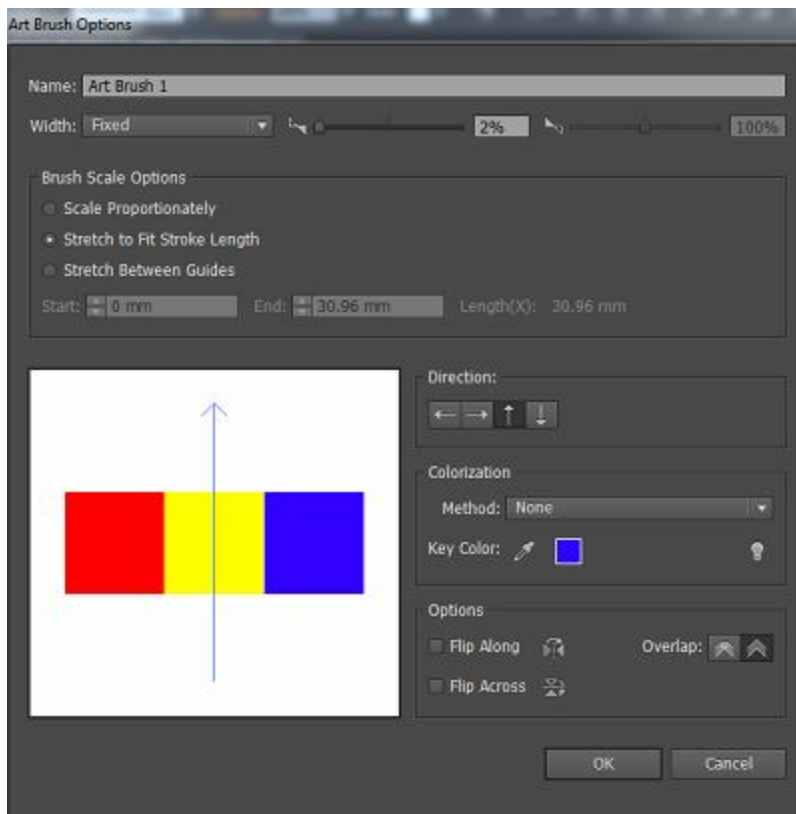 Art Brush Options
Name: Art Brush 1
Width: Fixed 2% 100%
Brush Scale Options
Scale Proportionately
Stretch to Fit Stroke Length
Stretch Between Guides
Start: 0 mm End: 30.96 mm Length(X): 30.96 mm
Direction:
Colorization
Method: None
Key Color:
Options
Flip Along Overlap:
Flip Across
OK Cancel